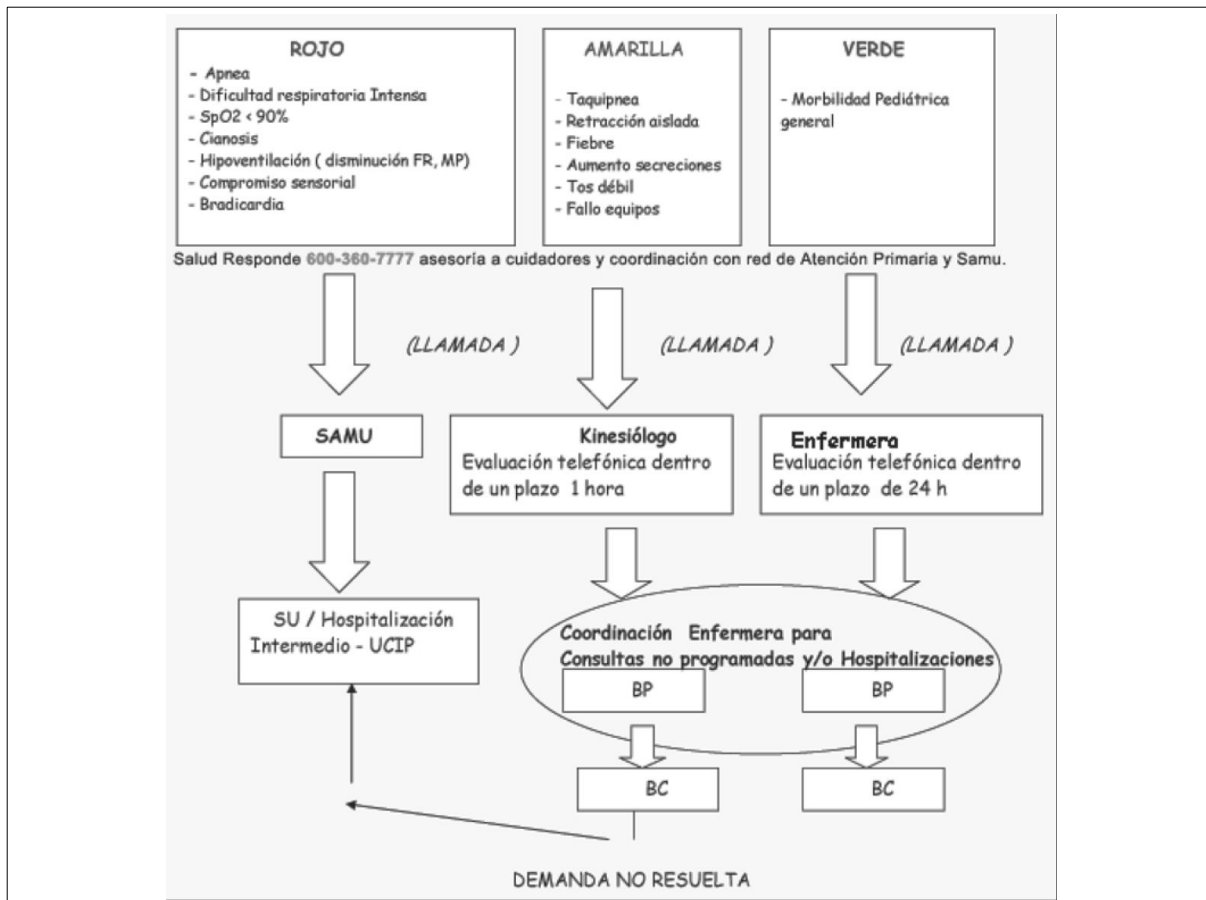 ROJO
- Apnea
- Dificultad respiratoria Intensa
- SpO2 < 90%
- Cianosis
- Hipoventilación ( disminución FR, MP)
- Compromiso sensorial
- Bradicardia
AMARILLA
- Taquipnea
- Retracción aislada
- Fiebre
- Aumento secreciones
- Tos débil
- Fallo equipos
VERDE
- Morbilidad Pediátrica
general
Salud Responde 600-360-7777 asesoría a cuidadores y coordinación con red de Atención Primaria y Samu.
(LLAMADA )
(LLAMADA )
(LLAMADA )
SAMU
Kinesiólogo
Evaluación telefónica dentro
de un plazo 1 hora
Enfermera
Evaluación telefónica dentro
de un plazo de 24 h
SU / Hospitalización
Intermedio - UCIP
Coordinación Enfermera para
Consultas no programadas y/o Hospitalizaciones
BP
BP
BC
BC
DEMANDA NO RESUELTA